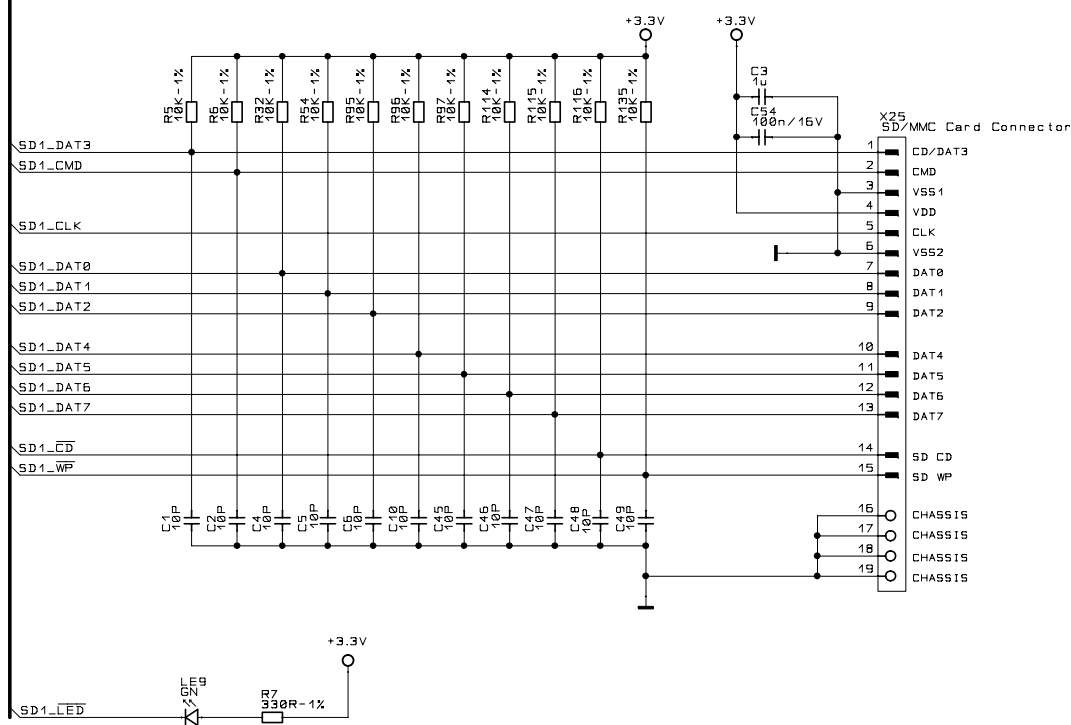 +3.3V
+3.3V
R5 10K-1%
R6 10K-1%
R32 10K-1%
R54 10K-1%
R95 10K-1%
R96 10K-1%
R97 10K-1%
R114 10K-1%
R115 10K-1%
R116 10K-1%
R135 10K-1%
C3
1u
C54
100n/16V
X25
SD/MMC Card Connector
SD1_DAT3 1 CD/DAT3
SD1_CMD 2 CMD
3 VSS1
4 VDD
SD1_CLK 5 CLK
6 VSS2
SD1_DAT0 7 DAT0
SD1_DAT1 8 DAT1
SD1_DAT2 9 DAT2
SD1_DAT4 10 DAT4
SD1_DAT5 11 DAT5
SD1_DAT6 12 DAT6
SD1_DAT7 13 DAT7
SD1_CD 14 SD CD
SD1_WP 15 SD WP
C1 10P
C2 10P
C4 10P
C5 10P
C6 10P
C10 10P
C45 10P
C46 10P
C47 10P
C48 10P
C49 10P
16 CHASSIS
17 CHASSIS
18 CHASSIS
19 CHASSIS
+3.3V
LE9
GN
R7
330R-1%
SD1_LED